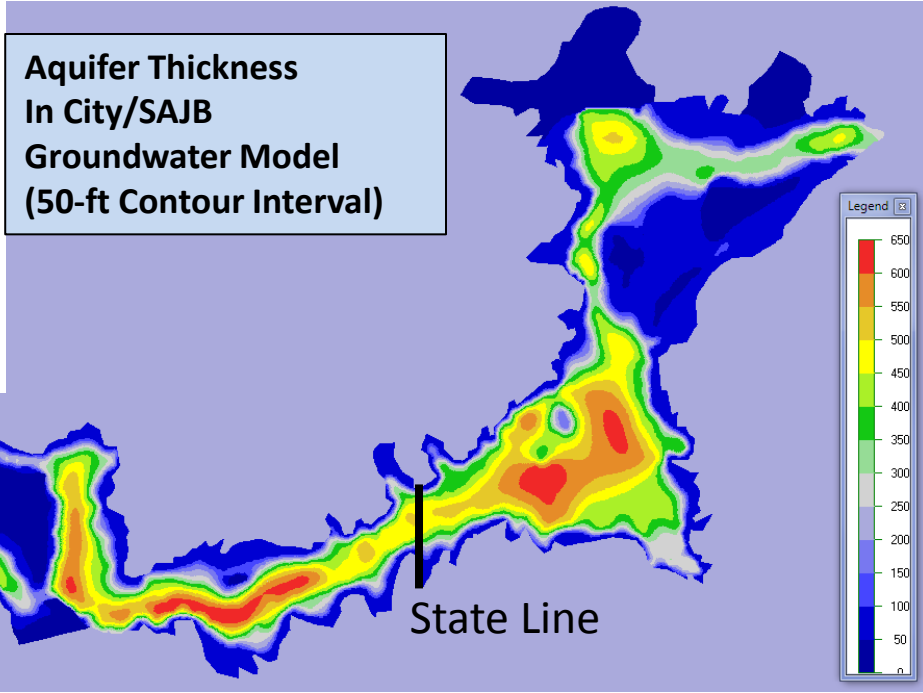 Aquifer Thickness
In City/SAJB
Groundwater Model
(50-ft Contour Interval)
Legend x
650
600
550
500
450
400
350
300
250
200
150
100
50
0
State Line